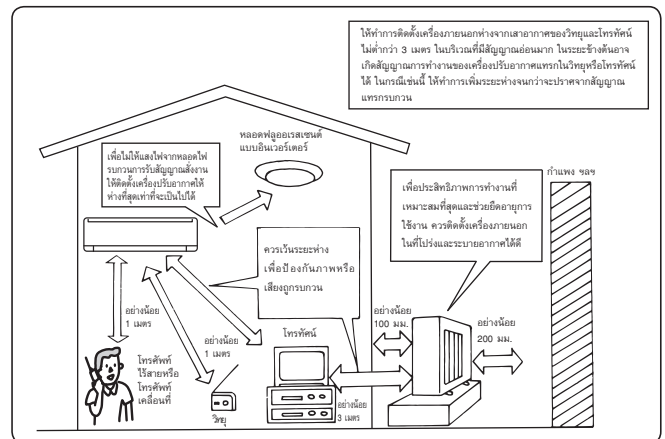 ให้ทำการติดตั้งเครื่องภายนอกห่างจากเสาอากาศของวิทยุและโทรทัศน์
ไม่ต่ำกว่า 3 เมตร ในบริเวณที่มีสัญญาณอ่อนมาก ในระยะข้างต้นอาจ
เกิดสัญญาณการทำงานของเครื่องปรับอากาศแทรกในวิทยุหรือโทรทัศน์
ได้ ในกรณีเช่นนี้ ให้ทำการเพิ่มระยะห่างจนกว่าจะปราศจากสัญญาณ
แทรกรบกวน
หลอดฟลูออเรสเซนต์
แบบอินเวอร์เตอร์
เพื่อไม่ให้แสงไฟจากหลอดไฟ
รบกวนการรับสัญญาณสั่งงาน
ให้ติดตั้งเครื่องปรับอากาศให้
ห่างที่สุดเท่าที่จะเป็นไปได้
กำแพง ฯลฯ
เพื่อประสิทธิภาพการทำงานที่
เหมาะสมที่สุดและช่วยยืดอายุการ
ใช้งาน ควรติดตั้งเครื่องภายนอก
ในที่โปร่งและระบายอากาศได้ดี
ควรเว้นระยะห่าง
เพื่อป้องกันภาพหรือ
เสียงถูกรบกวน
อย่างน้อย
1 เมตร
อย่างน้อย
1 เมตร
โทรทัศน์
อย่างน้อย
100 มม.
อย่างน้อย
200 มม.
โทรศัพท์
ไร้สายหรือ
โทรศัพท์
เคลื่อนที่
วิทยุ
อย่างน้อย
3 เมตร